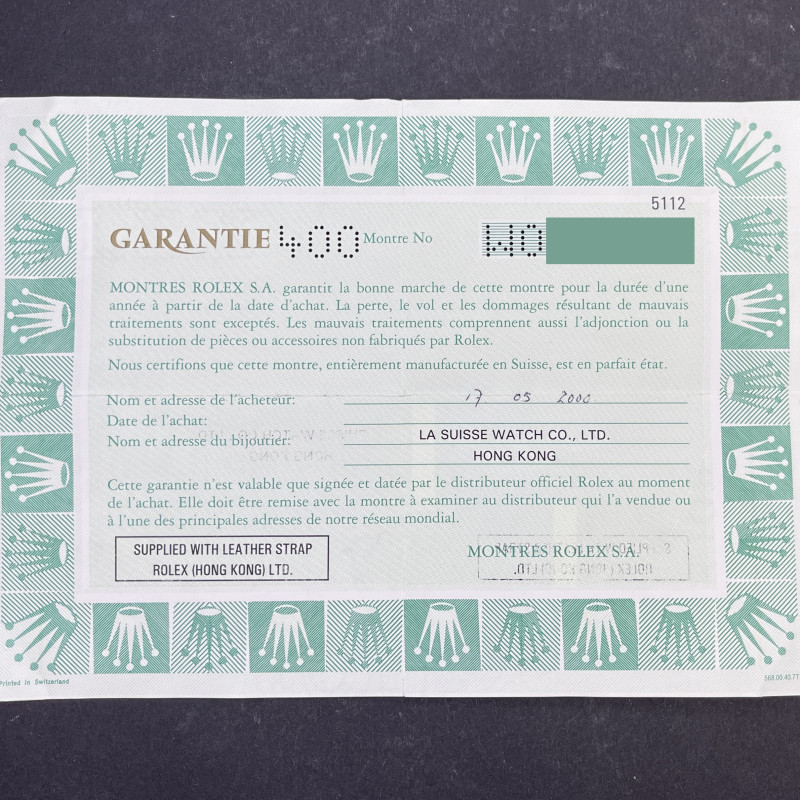 5112
GARANTIE 400 Montre No W0
MONTRES ROLEX S.A. garantit la bonne marche de cette montre pour la durée d'une
année à partir de la date d'achat. La perte, le vol et les dommages résultant de mauvais
traitements sont exceptés. Les mauvais traitements comprennent aussi l'adjonction ou la
substitution de pièces ou accessoires non fabriqués par Rolex.
Nous certifions que cette montre, entièrement manufacturée en Suisse, est en parfait état.
Nom et adresse de l'acheteur: 17 05 2000
Date de l'achat:
Nom et adresse du bijoutier: LA SUISSE WATCH CO., LTD.
HONG KONG
Cette garantie n'est valable que signée et datée par le distributeur officiel Rolex au moment
de l'achat. Elle doit être remise avec la montre à examiner au distributeur qui l'a vendue ou
à l'une des principales adresses de notre réseau mondial.
SUPPLIED WITH LEATHER STRAP
ROLEX (HONG KONG) LTD.
MONTRES ROLEX S.A.
Printed in Switzerland
568.00.40.7T